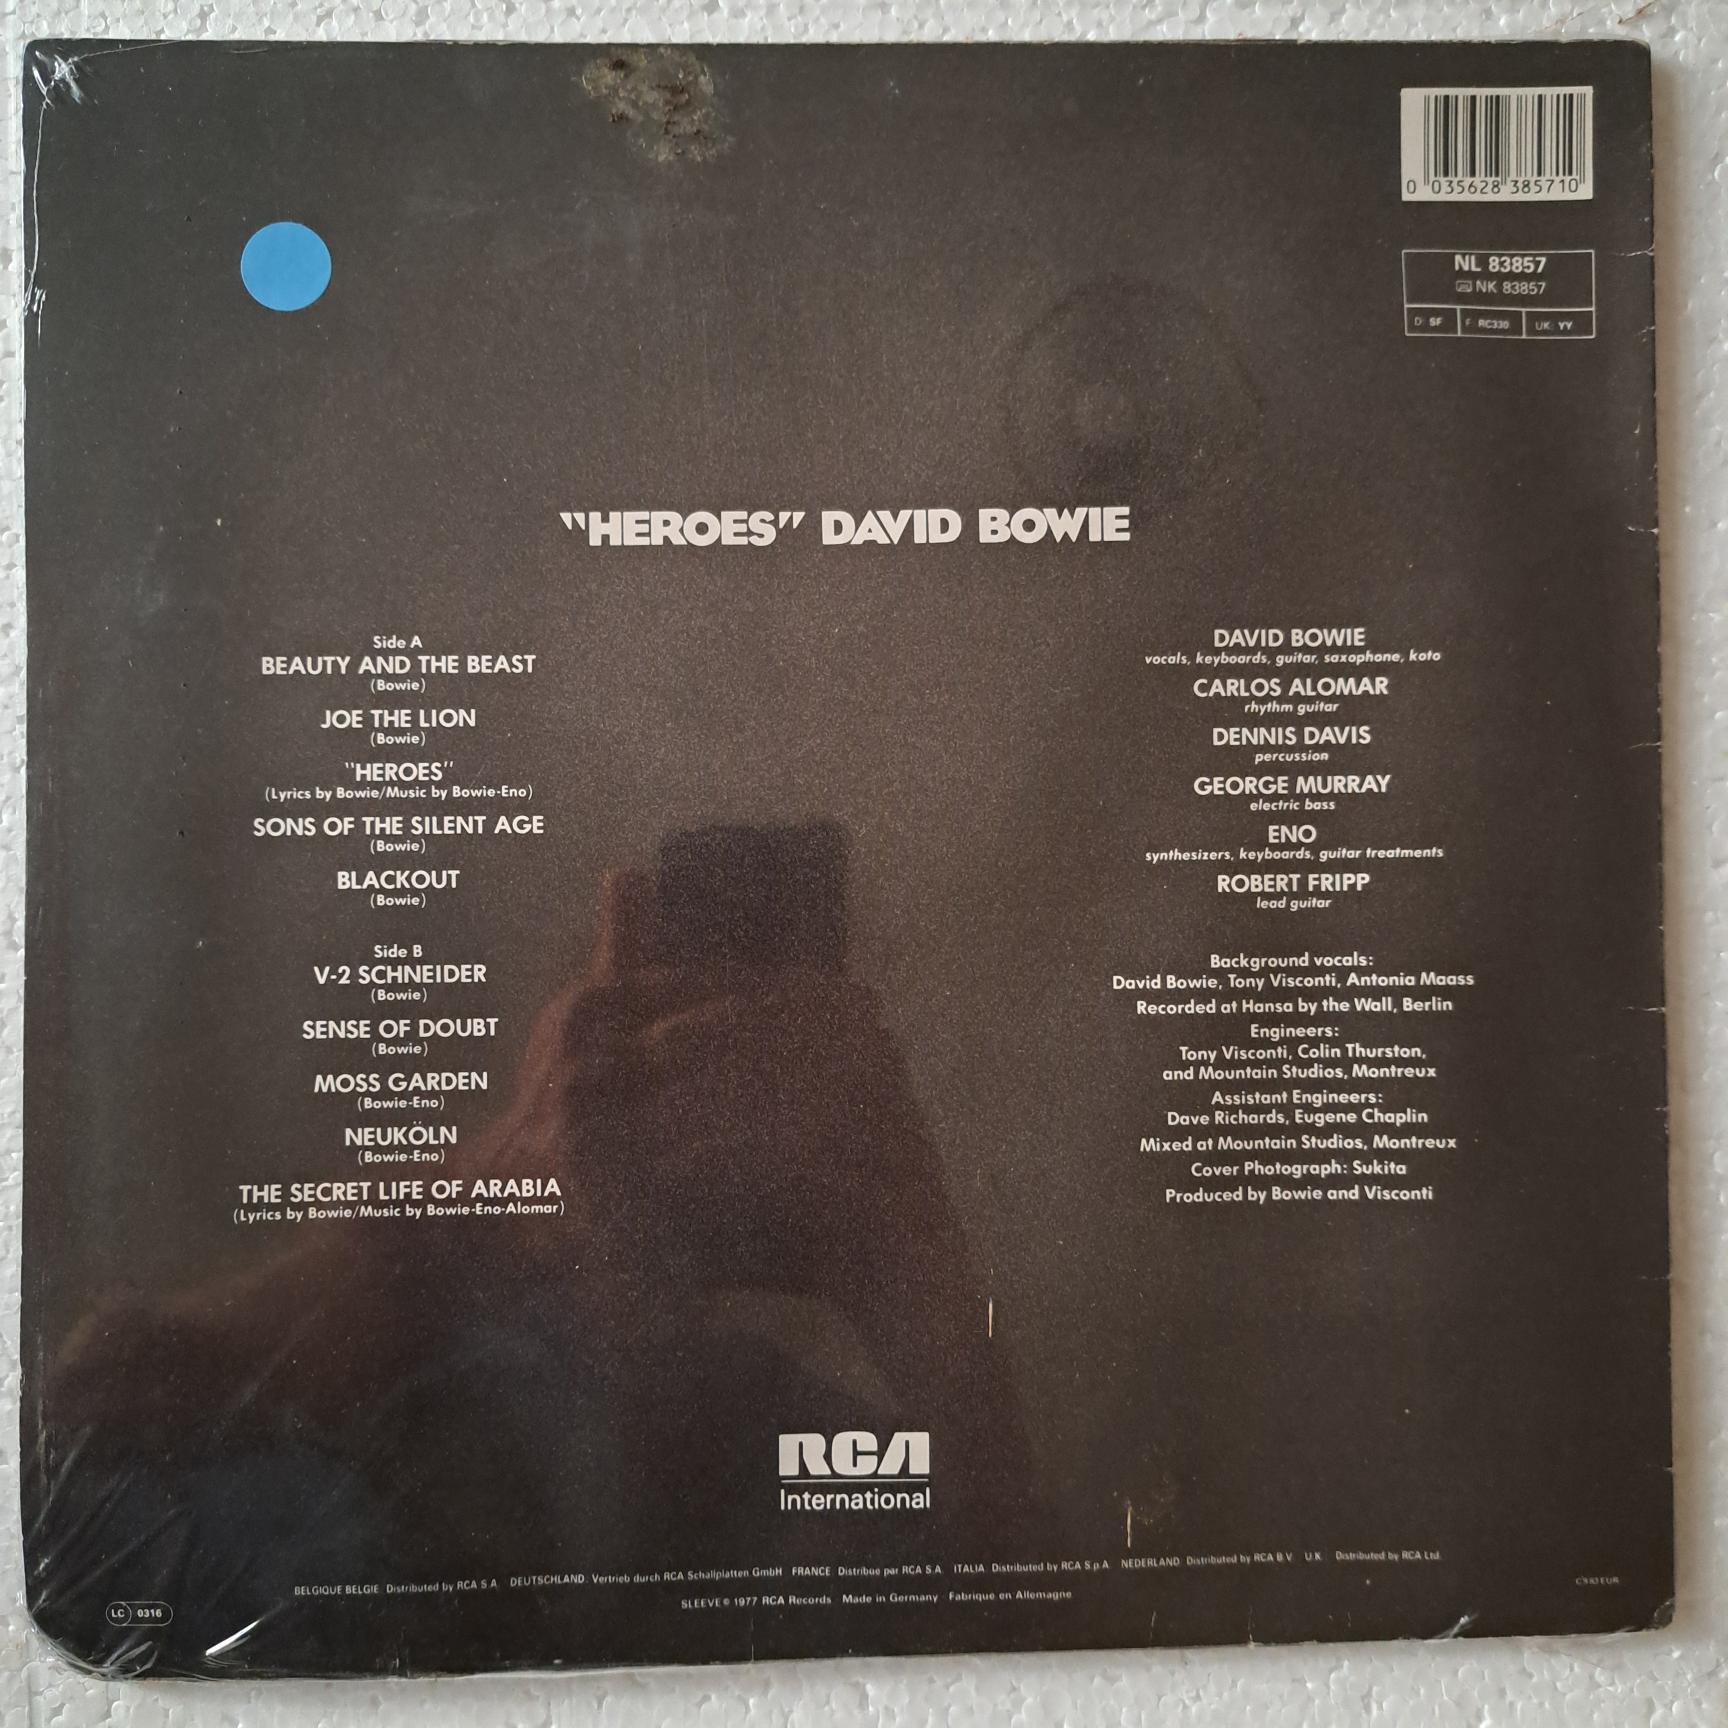 0 035628 385710
NL 83857
NK 83857
D: SF F: RC330 UK: YY
"HEROES" DAVID BOWIE
Side A
BEAUTY AND THE BEAST
(Bowie)
JOE THE LION
(Bowie)
"HEROES"
(Lyrics by Bowie/Music by Bowie-Eno)
SONS OF THE SILENT AGE
(Bowie)
BLACKOUT
(Bowie)
Side B
V-2 SCHNEIDER
(Bowie)
SENSE OF DOUBT
(Bowie)
MOSS GARDEN
(Bowie-Eno)
NEUKÖLN
(Bowie-Eno)
THE SECRET LIFE OF ARABIA
(Lyrics by Bowie/Music by Bowie-Eno-Alomar)
DAVID BOWIE
vocals, keyboards, guitar, saxophone, koto
CARLOS ALOMAR
rhythm guitar
DENNIS DAVIS
percussion
GEORGE MURRAY
electric bass
ENO
synthesizers, keyboards, guitar treatments
ROBERT FRIPP
lead guitar
Background vocals:
David Bowie, Tony Visconti, Antonia Maass
Recorded at Hansa by the Wall, Berlin
Engineers:
Tony Visconti, Colin Thurston,
and Mountain Studios, Montreux
Assistant Engineers:
Dave Richards, Eugene Chaplin
Mixed at Mountain Studios, Montreux
Cover Photograph: Sukita
Produced by Bowie and Visconti
RCA
International
BELGIQUE BELGIE Distributed by RCA S.A. DEUTSCHLAND: Vertrieb durch RCA Schallplatten GmbH FRANCE Distribue par RCA S.A. ITALIA Distributed by RCA S.p.A. NEDERLAND Distributed by RCA B.V. U.K. Distributed by RCA Ltd.
SLEEVE © 1977 RCA Records Made in Germany Fabrique en Allemagne
LC 0316